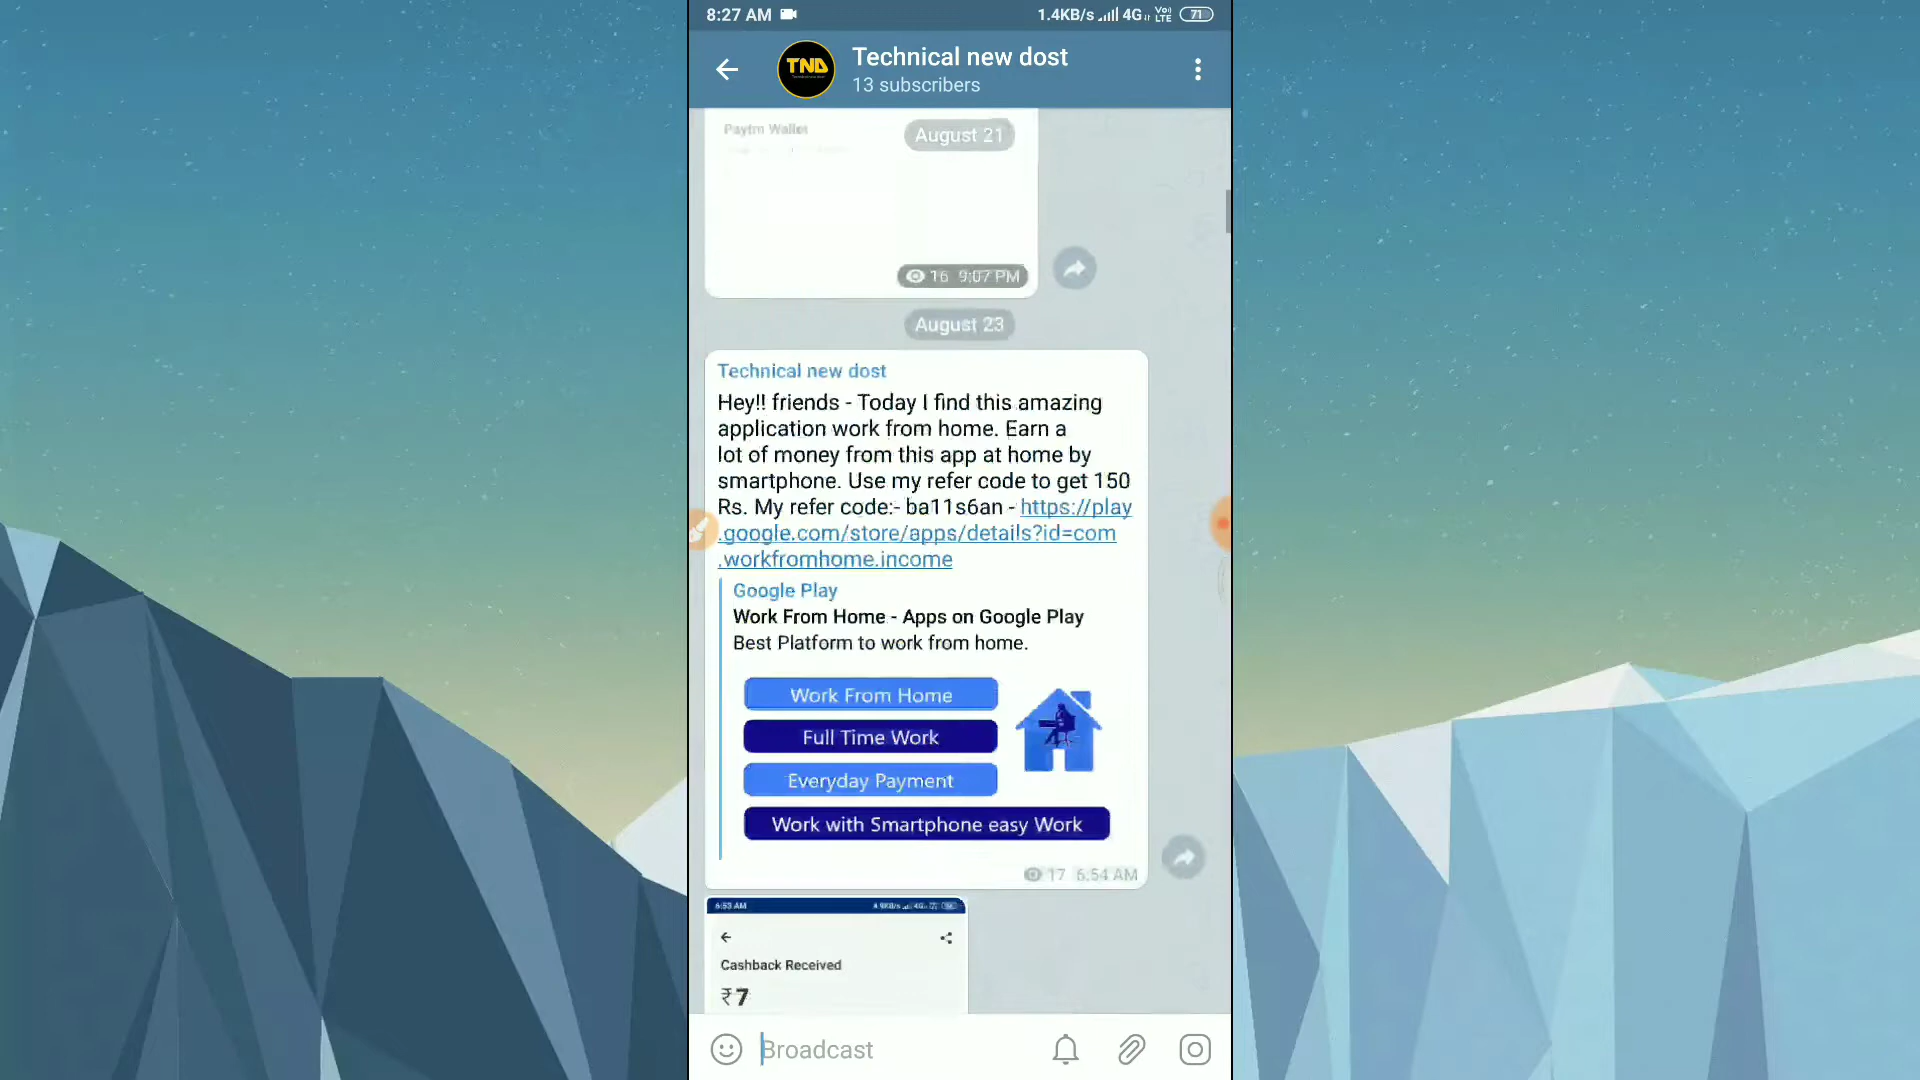 8:27 AM 1.4KB/s 4G Vo) LTE 71
TND
Technical new dost
13 subscribers
Paytm Wallet
August 21
16 9:07 PM
August 23
Technical new dost
Hey!! friends - Today I find this amazing
application work from home. Earn a
lot of money from this app at home by
smartphone. Use my refer code to get 150
Rs. My refer code:- ba11s6an - https://play
.google.com/store/apps/details?id=com
.workfromhome.income
Google Play
Work From Home - Apps on Google Play
Best Platform to work from home.
Work From Home
Full Time Work
Everyday Payment
Work with Smartphone easy Work
17 6:54 AM
6:53 AM
Cashback Received
₹7
Broadcast